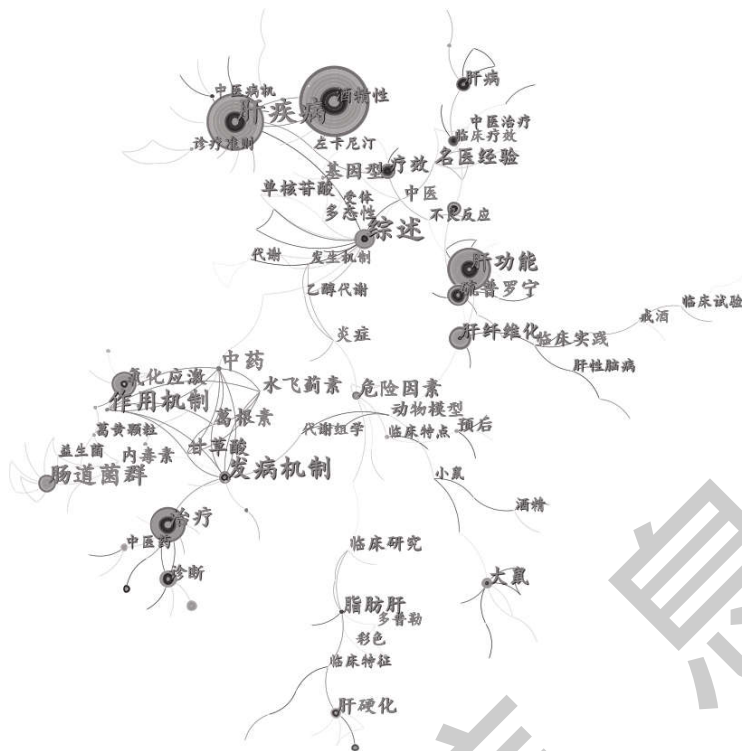 肝病
中医病机
酒精性
肝疾病
中医治疗
临床疗效
诊疗准则
左卡尼汀
疗效
名医经验
基因型
单核苷酸
受体
中医
多态性
不良反应
综述
代谢
发生机制
肝功能
乙醇代谢
硫普罗宁
临床试验
戒酒
炎症
肝纤维化
临床实践
中药
肝性脑病
氧化应激
水飞蓟素
危险因素
作用机制
动物模型
葛根素
预后
葛黄颗粒
代谢组学
临床特点
益生菌
内毒素
甘草酸
肠道菌群
发病机制
小鼠
酒精
治疗
中医药
临床研究
诊断
大鼠
脂肪肝
多普勒
彩色
临床特征
肝硬化
息